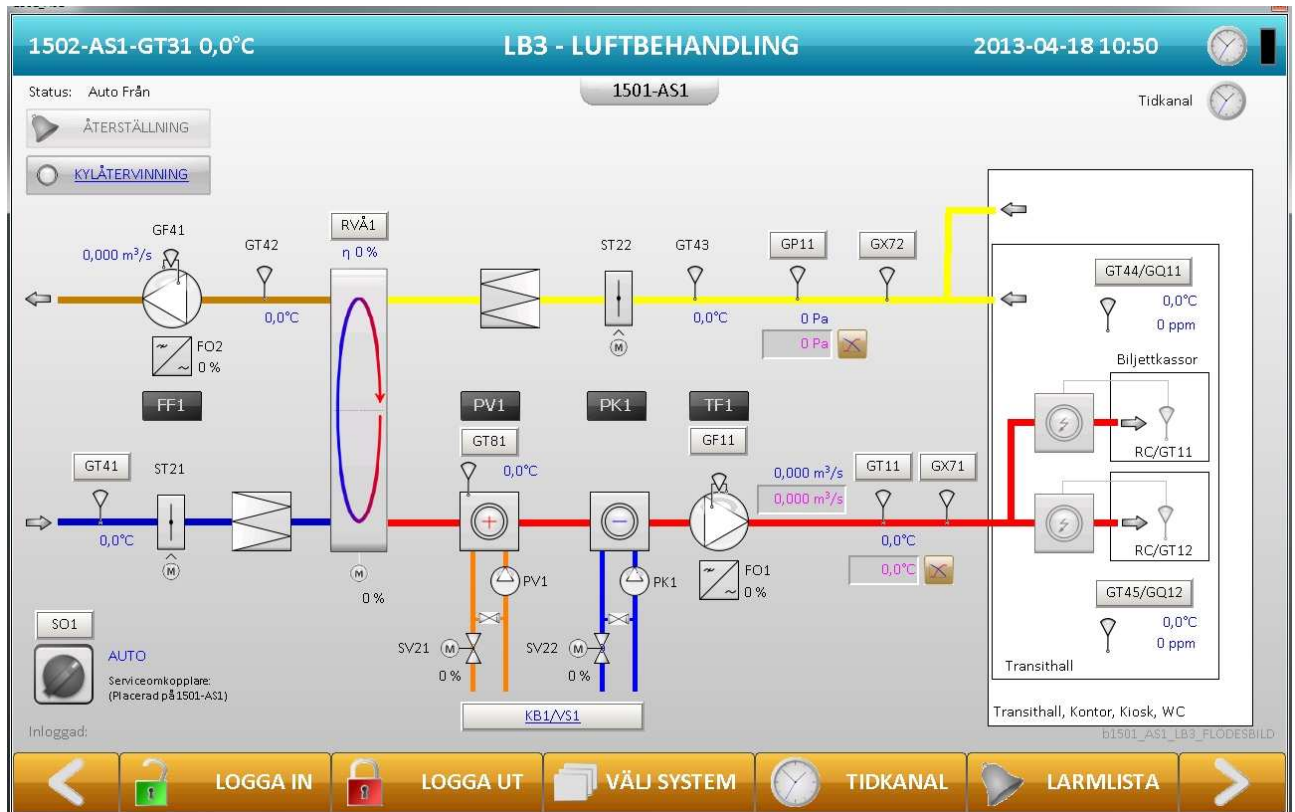 1502-AS1-GT31 0,0°C
LB3 - LUFTBEHANDLING
2013-04-18 10:50
Status: Auto Från
1501-AS1
Tidkanal
ÅTERSTÄLLNING
KYLÅTERVINNING
GF41
0,000 m³/s
GT42
0,0°C
RVÅ1
η 0 %
ST22
M
GT43
0,0°C
GP11
0 Pa
0 Pa
GX72
GT44/GQ11
0,0°C
0 ppm
FO2
0 %
FF1
PV1
PK1
TF1
Biljettkassor
RC/GT11
GT41
0,0°C
ST21
M
M
0 %
GT81
0,0°C
GF11
0,000 m³/s
0,000 m³/s
GT11
0,0°C
0,0°C
GX71
RC/GT12
PV1
PK1
FO1
0 %
SV21
M
0 %
SV22
M
0 %
GT45/GQ12
0,0°C
0 ppm
Transithall
SO1
AUTO
Serviceomkopplare:
(Placerad på 1501-AS1)
KB1/VS1
Transithall, Kontor, Kiosk, WC
Inloggad:
b1501_AS1_LB3_FLODESBILD
LOGGA IN
LOGGA UT
VÄLJ SYSTEM
TIDKANAL
LARMLISTA